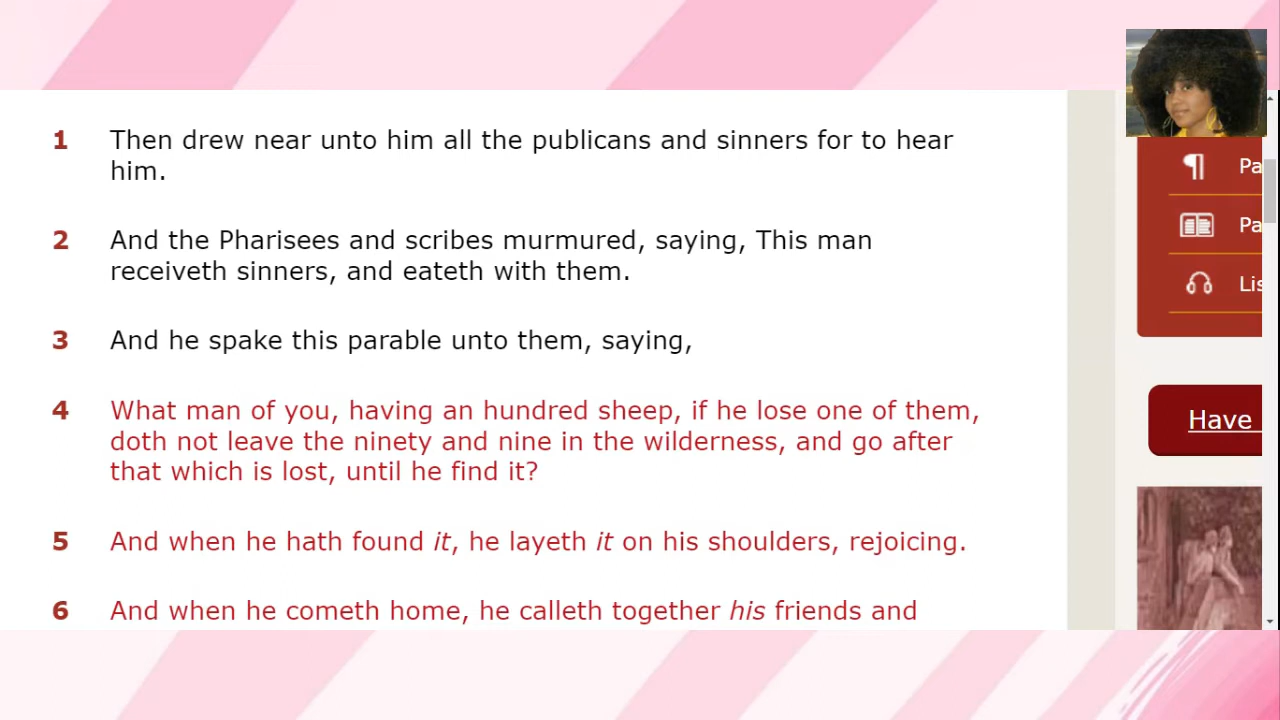 1 Then drew near unto him all the publicans and sinners for to hear
him.
2 And the Pharisees and scribes murmured, saying, This man
receiveth sinners, and eateth with them.
3 And he spake this parable unto them, saying,
4 What man of you, having an hundred sheep, if he lose one of them,
doth not leave the ninety and nine in the wilderness, and go after
that which is lost, until he find it?
5 And when he hath found it, he layeth it on his shoulders, rejoicing.
6 And when he cometh home, he calleth together his friends and
¶ Pa
Pa
Lis
Have